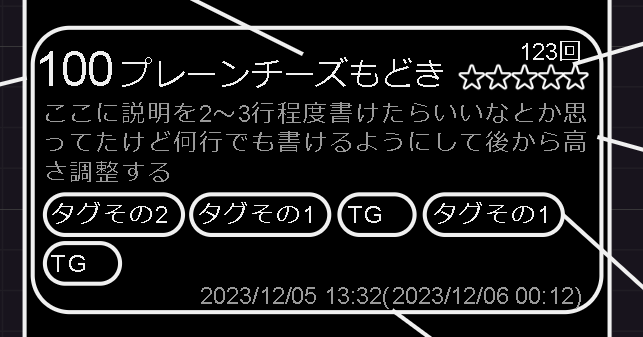 123回
100 プレーンチーズもどき ☆☆☆☆☆
ここに説明を2～3行程度書けたらいいなとか思
ってたけど何行でも書けるようにして後から高
さ調整する
タグその2 タグその1 TG タグその1
TG
2023/12/05 13:32(2023/12/06 00:12)